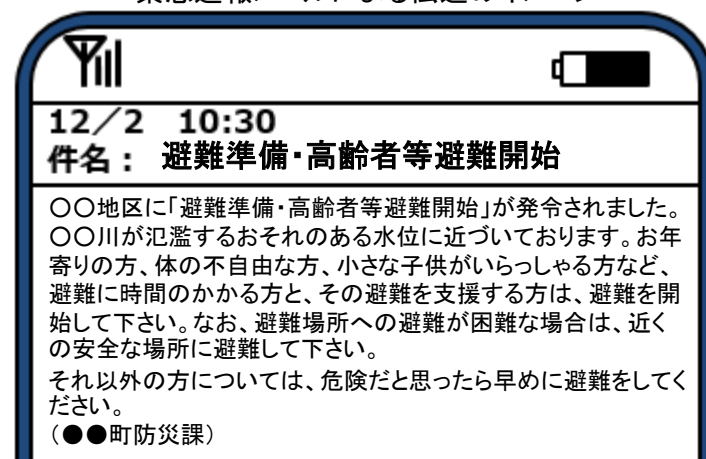 12／2　10:30
件名：　避難準備・高齢者等避難開始
〇〇地区に「避難準備・高齢者等避難開始」が発令されました。
〇〇川が氾濫するおそれのある水位に近づいております。お年
寄りの方、体の不自由な方、小さな子供がいらっしゃる方など、
避難に時間のかかる方と、その避難を支援する方は、避難を開
始して下さい。なお、避難場所への避難が困難な場合は、近く
の安全な場所に避難して下さい。
それ以外の方については、危険だと思ったら早めに避難をしてく
ださい。
（●●町防災課）